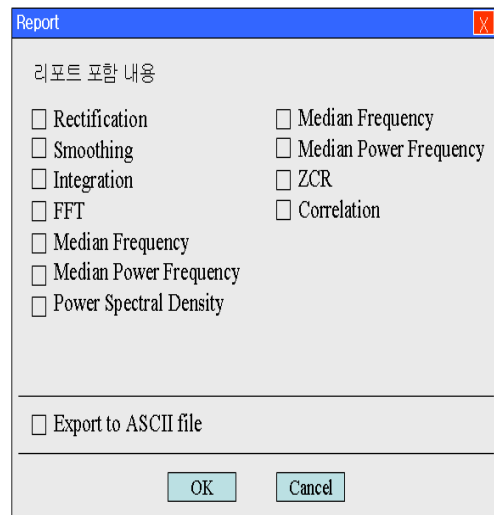 Report
X
리포트 포함 내용
Rectification
Smoothing
Integration
FFT
Median Frequency
Median Power Frequency
Power Spectral Density
Median Frequency
Median Power Frequency
ZCR
Correlation
Export to ASCII file
OK
Cancel